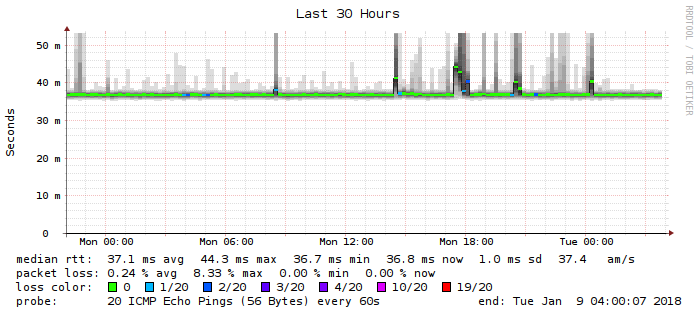 Last 30 Hours
RRDTOOL / TOBI OETIKER
Seconds
50 m
40 m
30 m
20 m
10 m
0
Mon 00:00 Mon 06:00 Mon 12:00 Mon 18:00 Tue 00:00
median rtt: 37.1 ms avg 44.3 ms max 36.7 ms min 36.8 ms now 1.0 ms sd 37.4 am/s
packet loss: 0.24 % avg 8.33 % max 0.00 % min 0.00 % now
loss color: 0 1/20 2/20 3/20 4/20 10/20 19/20
probe: 20 ICMP Echo Pings (56 Bytes) every 60s end: Tue Jan 9 04:00:07 2018